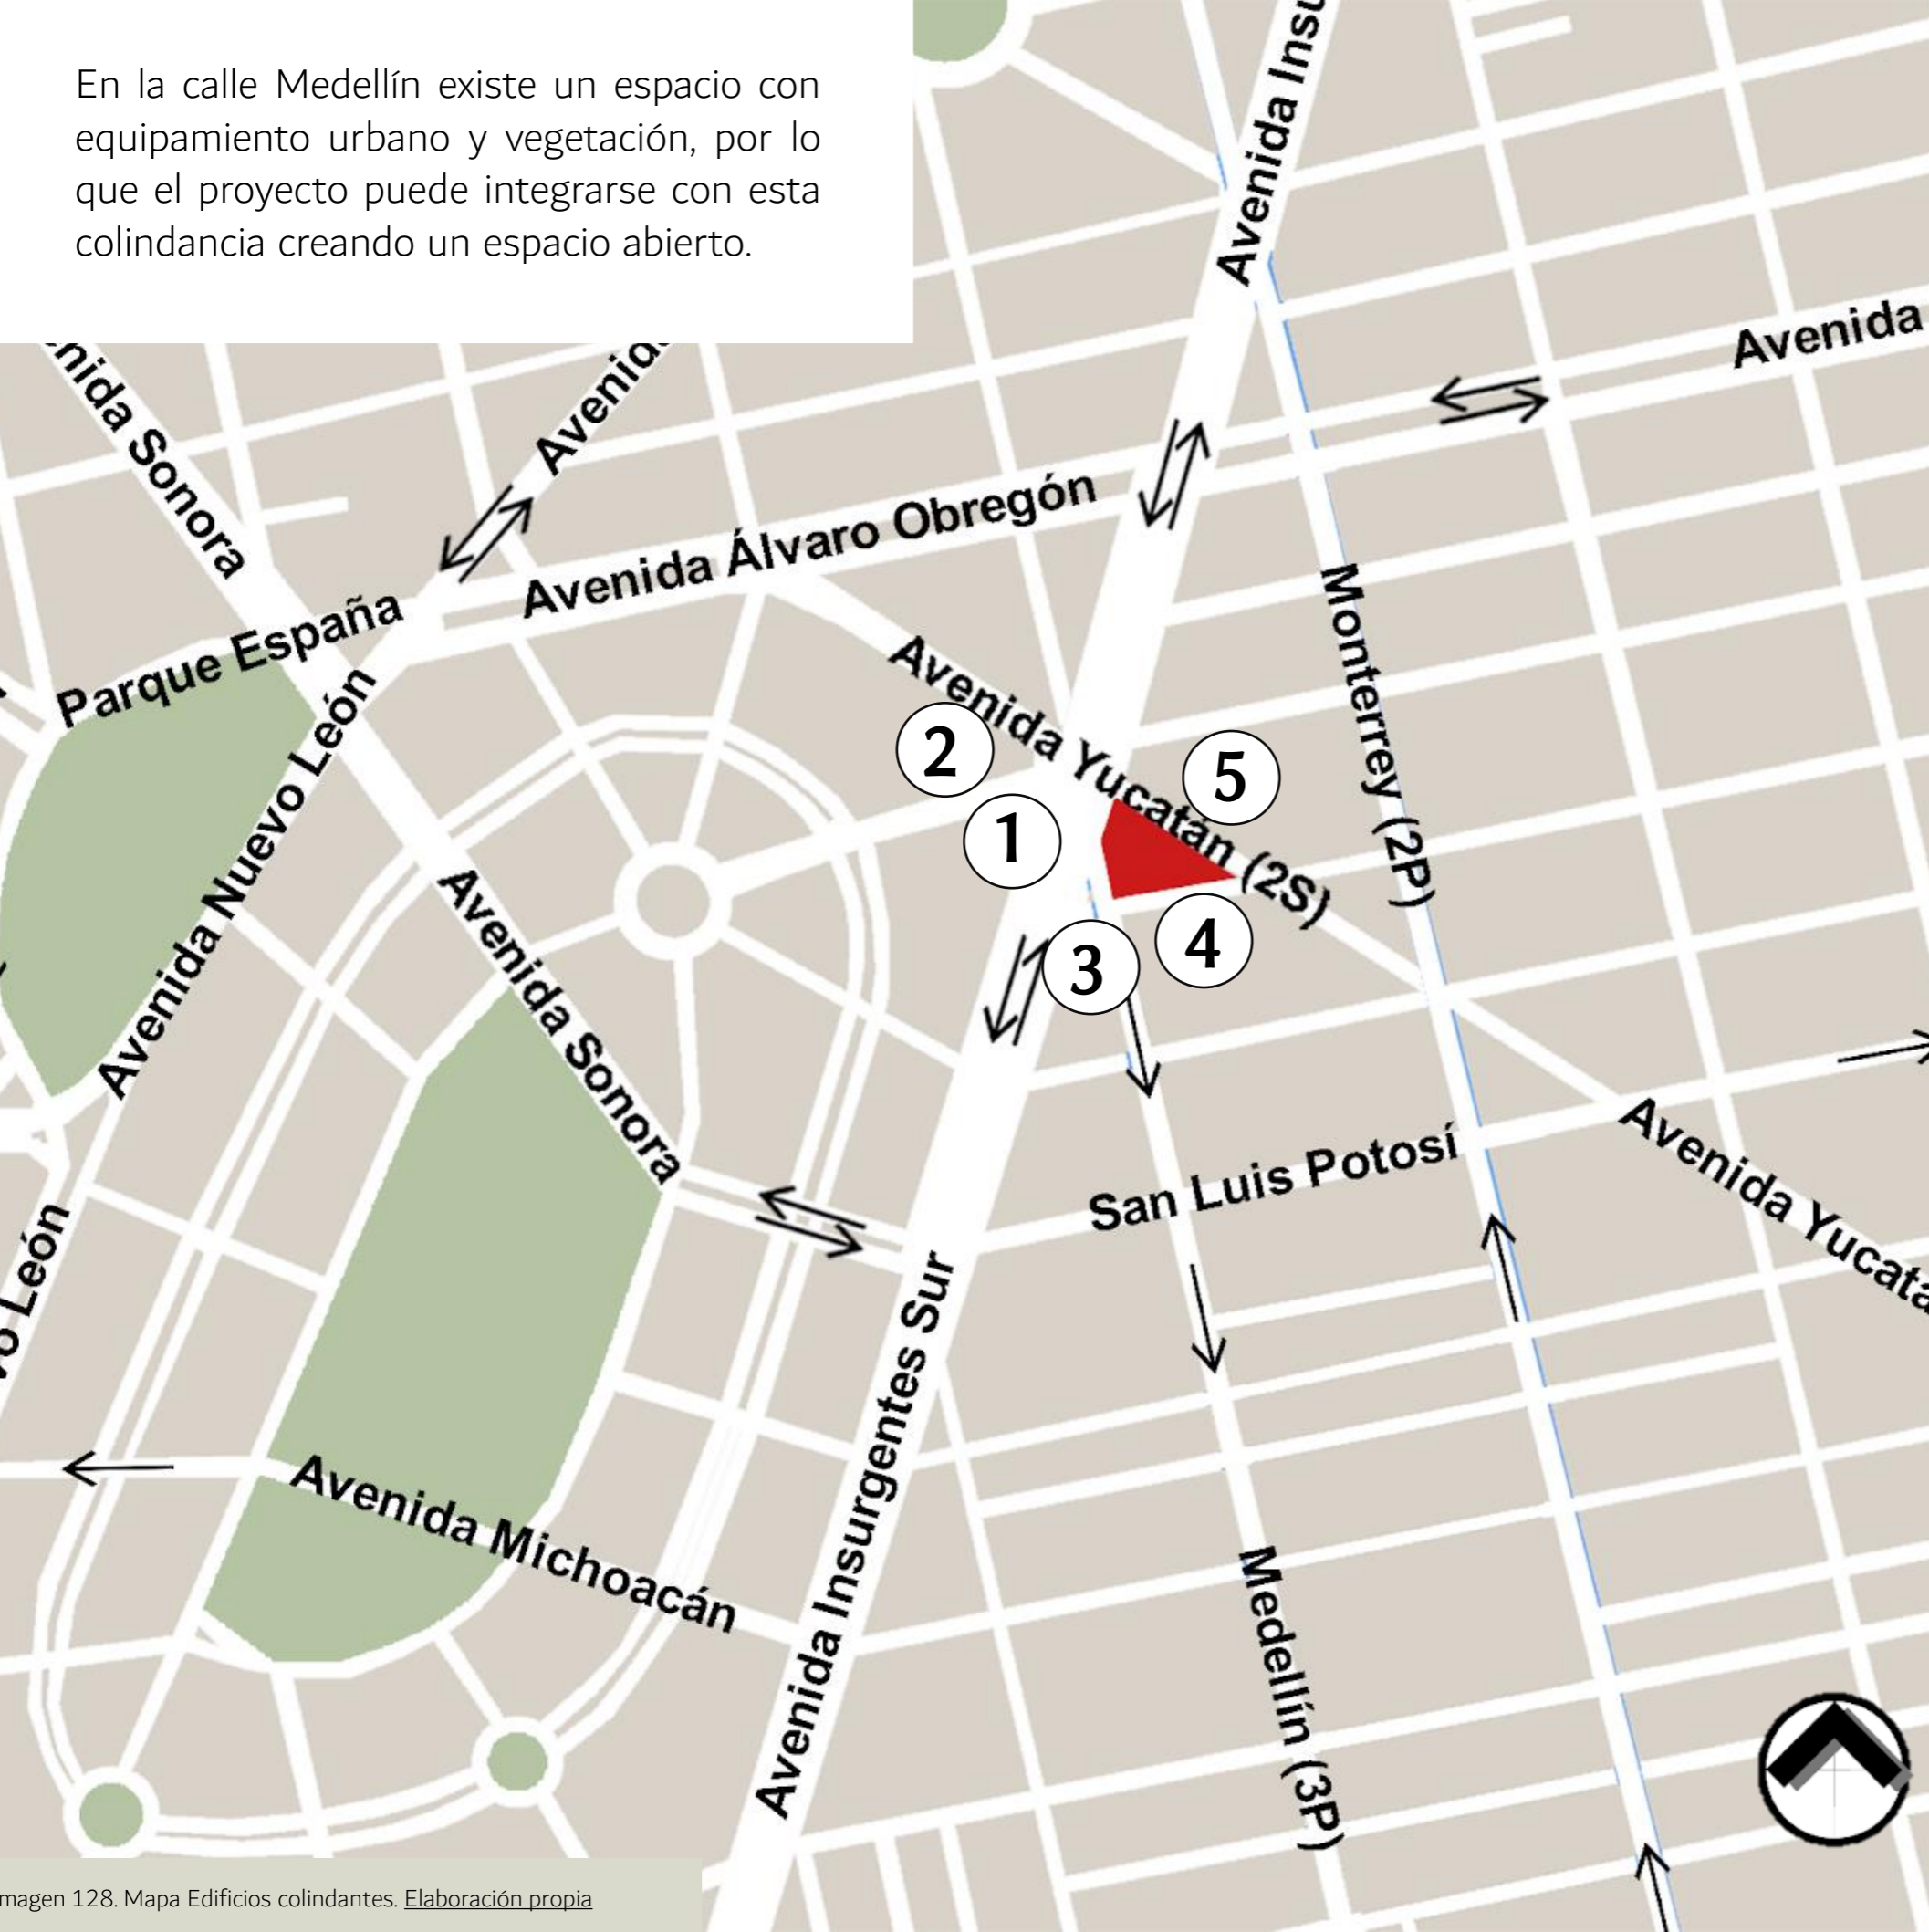 En la calle Medellín existe un espacio con
equipamiento urbano y vegetación, por lo
que el proyecto puede integrarse con esta
colindancia creando un espacio abierto.
Avenida
Avenida
Sonora
Avenida Álvaro Obregón
Parque España
Avenida Nuevo León
Avenida Yucatán (2S)
Monterrey (2P)
2
5
1
4
3
Avenida Sonora
San Luis Potosí
Avenida
León
Avenida Insurgentes Sur
Avenida Michoacán
Medellín (3P)
128. Mapa Edificios colindantes. Elaboración propia